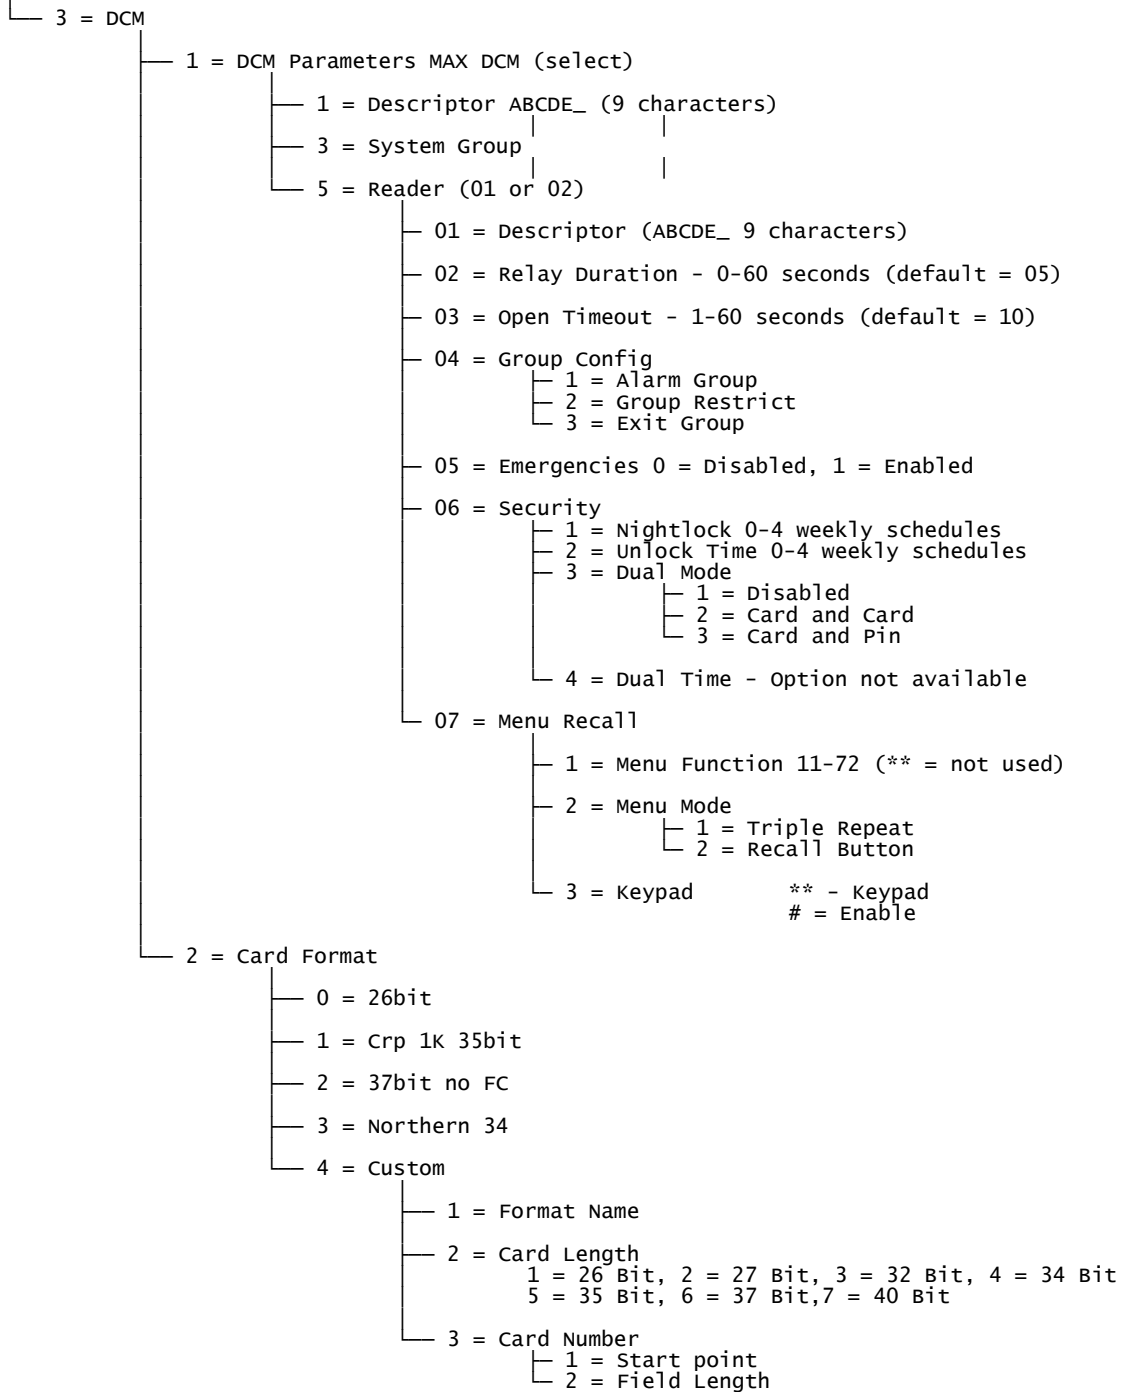 3 = DCM
1 = DCM Parameters MAX DCM (select)
1 = Descriptor ABCDE_ (9 characters)
3 = System Group
5 = Reader (01 or 02)
01 = Descriptor (ABCDE_ 9 characters)
02 = Relay Duration - 0-60 seconds (default = 05)
03 = Open Timeout - 1-60 seconds (default = 10)
04 = Group Config
1 = Alarm Group
2 = Group Restrict
3 = Exit Group
05 = Emergencies 0 = Disabled, 1 = Enabled
06 = Security
1 = Nightlock 0-4 weekly schedules
2 = Unlock Time 0-4 weekly schedules
3 = Dual Mode
1 = Disabled
2 = Card and Card
3 = Card and Pin
4 = Dual Time - Option not available
07 = Menu Recall
1 = Menu Function 11-72 (** = not used)
2 = Menu Mode
1 = Triple Repeat
2 = Recall Button
3 = Keypad ** - Keypad
# = Enable
2 = Card Format
0 = 26bit
1 = Crp 1K 35bit
2 = 37bit no FC
3 = Northern 34
4 = Custom
1 = Format Name
2 = Card Length
1 = 26 Bit, 2 = 27 Bit, 3 = 32 Bit, 4 = 34 Bit
5 = 35 Bit, 6 = 37 Bit,7 = 40 Bit
3 = Card Number
1 = Start point
2 = Field Length